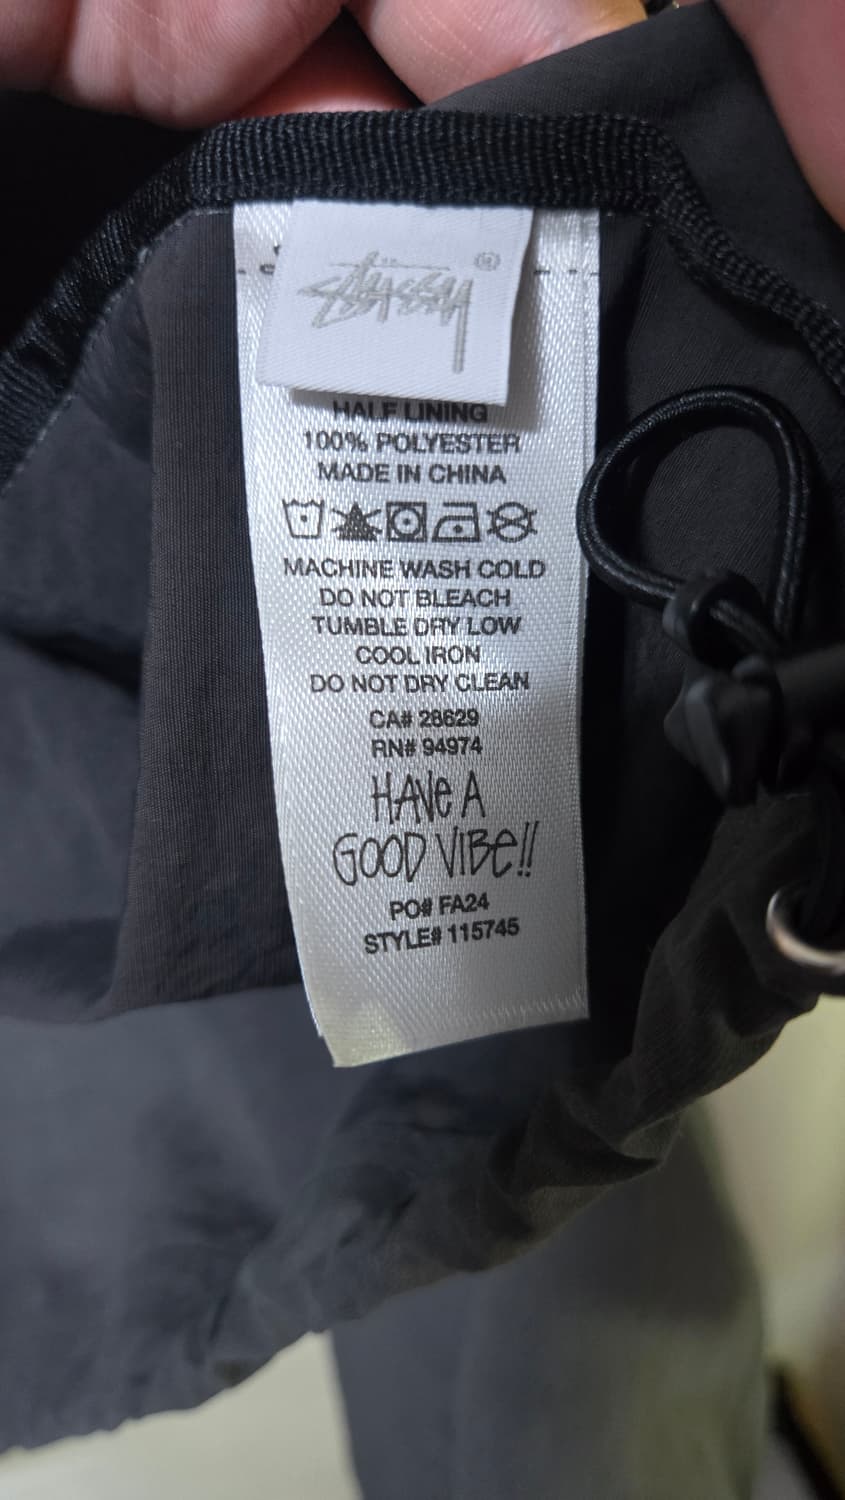 STÜSSY®
HALF LINING
100% POLYESTER
MADE IN CHINA
MACHINE WASH COLD
DO NOT BLEACH
TUMBLE DRY LOW
COOL IRON
DO NOT DRY CLEAN
CA# 28629
RN# 94974
HAVE A
GOOD VIBE!!
PO# FA24
STYLE# 115745